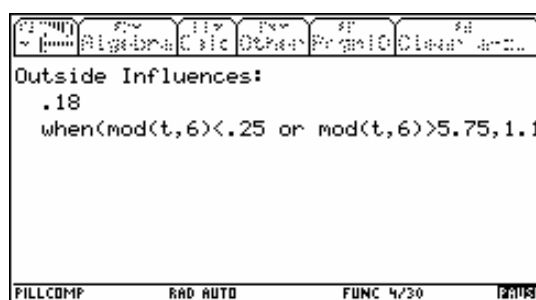 Algebra Calc Other PrgmIO Clean
Outside Influences:
.18
when(mod(t,6)<.25 or mod(t,6)>5.75,1.1
PILLCOMP RAD AUTO FUNC 4/30 PAUS